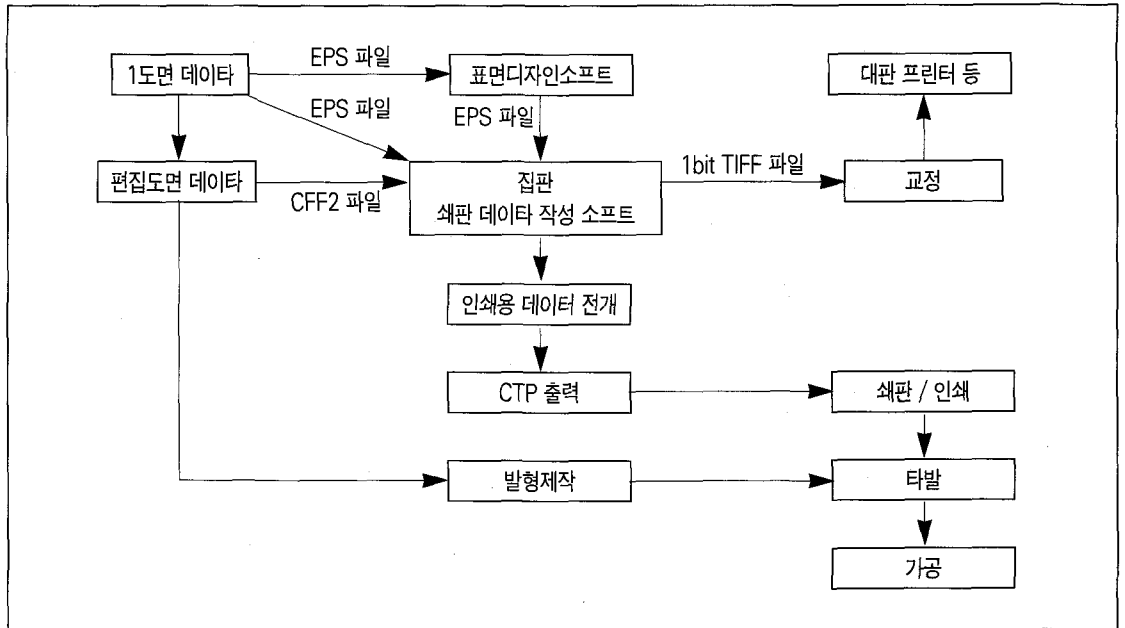 1도면 데이타
EPS 파일
표면디자인소프트
대판 프린터 등
EPS 파일
EPS 파일
편집도면 데이타
CFF2 파일
집판
쇄판 데이타 작성 소프트
1bit TIFF 파일
교정
인쇄용 데이터 전개
CTP 출력
쇄판 / 인쇄
발형제작
타발
가공